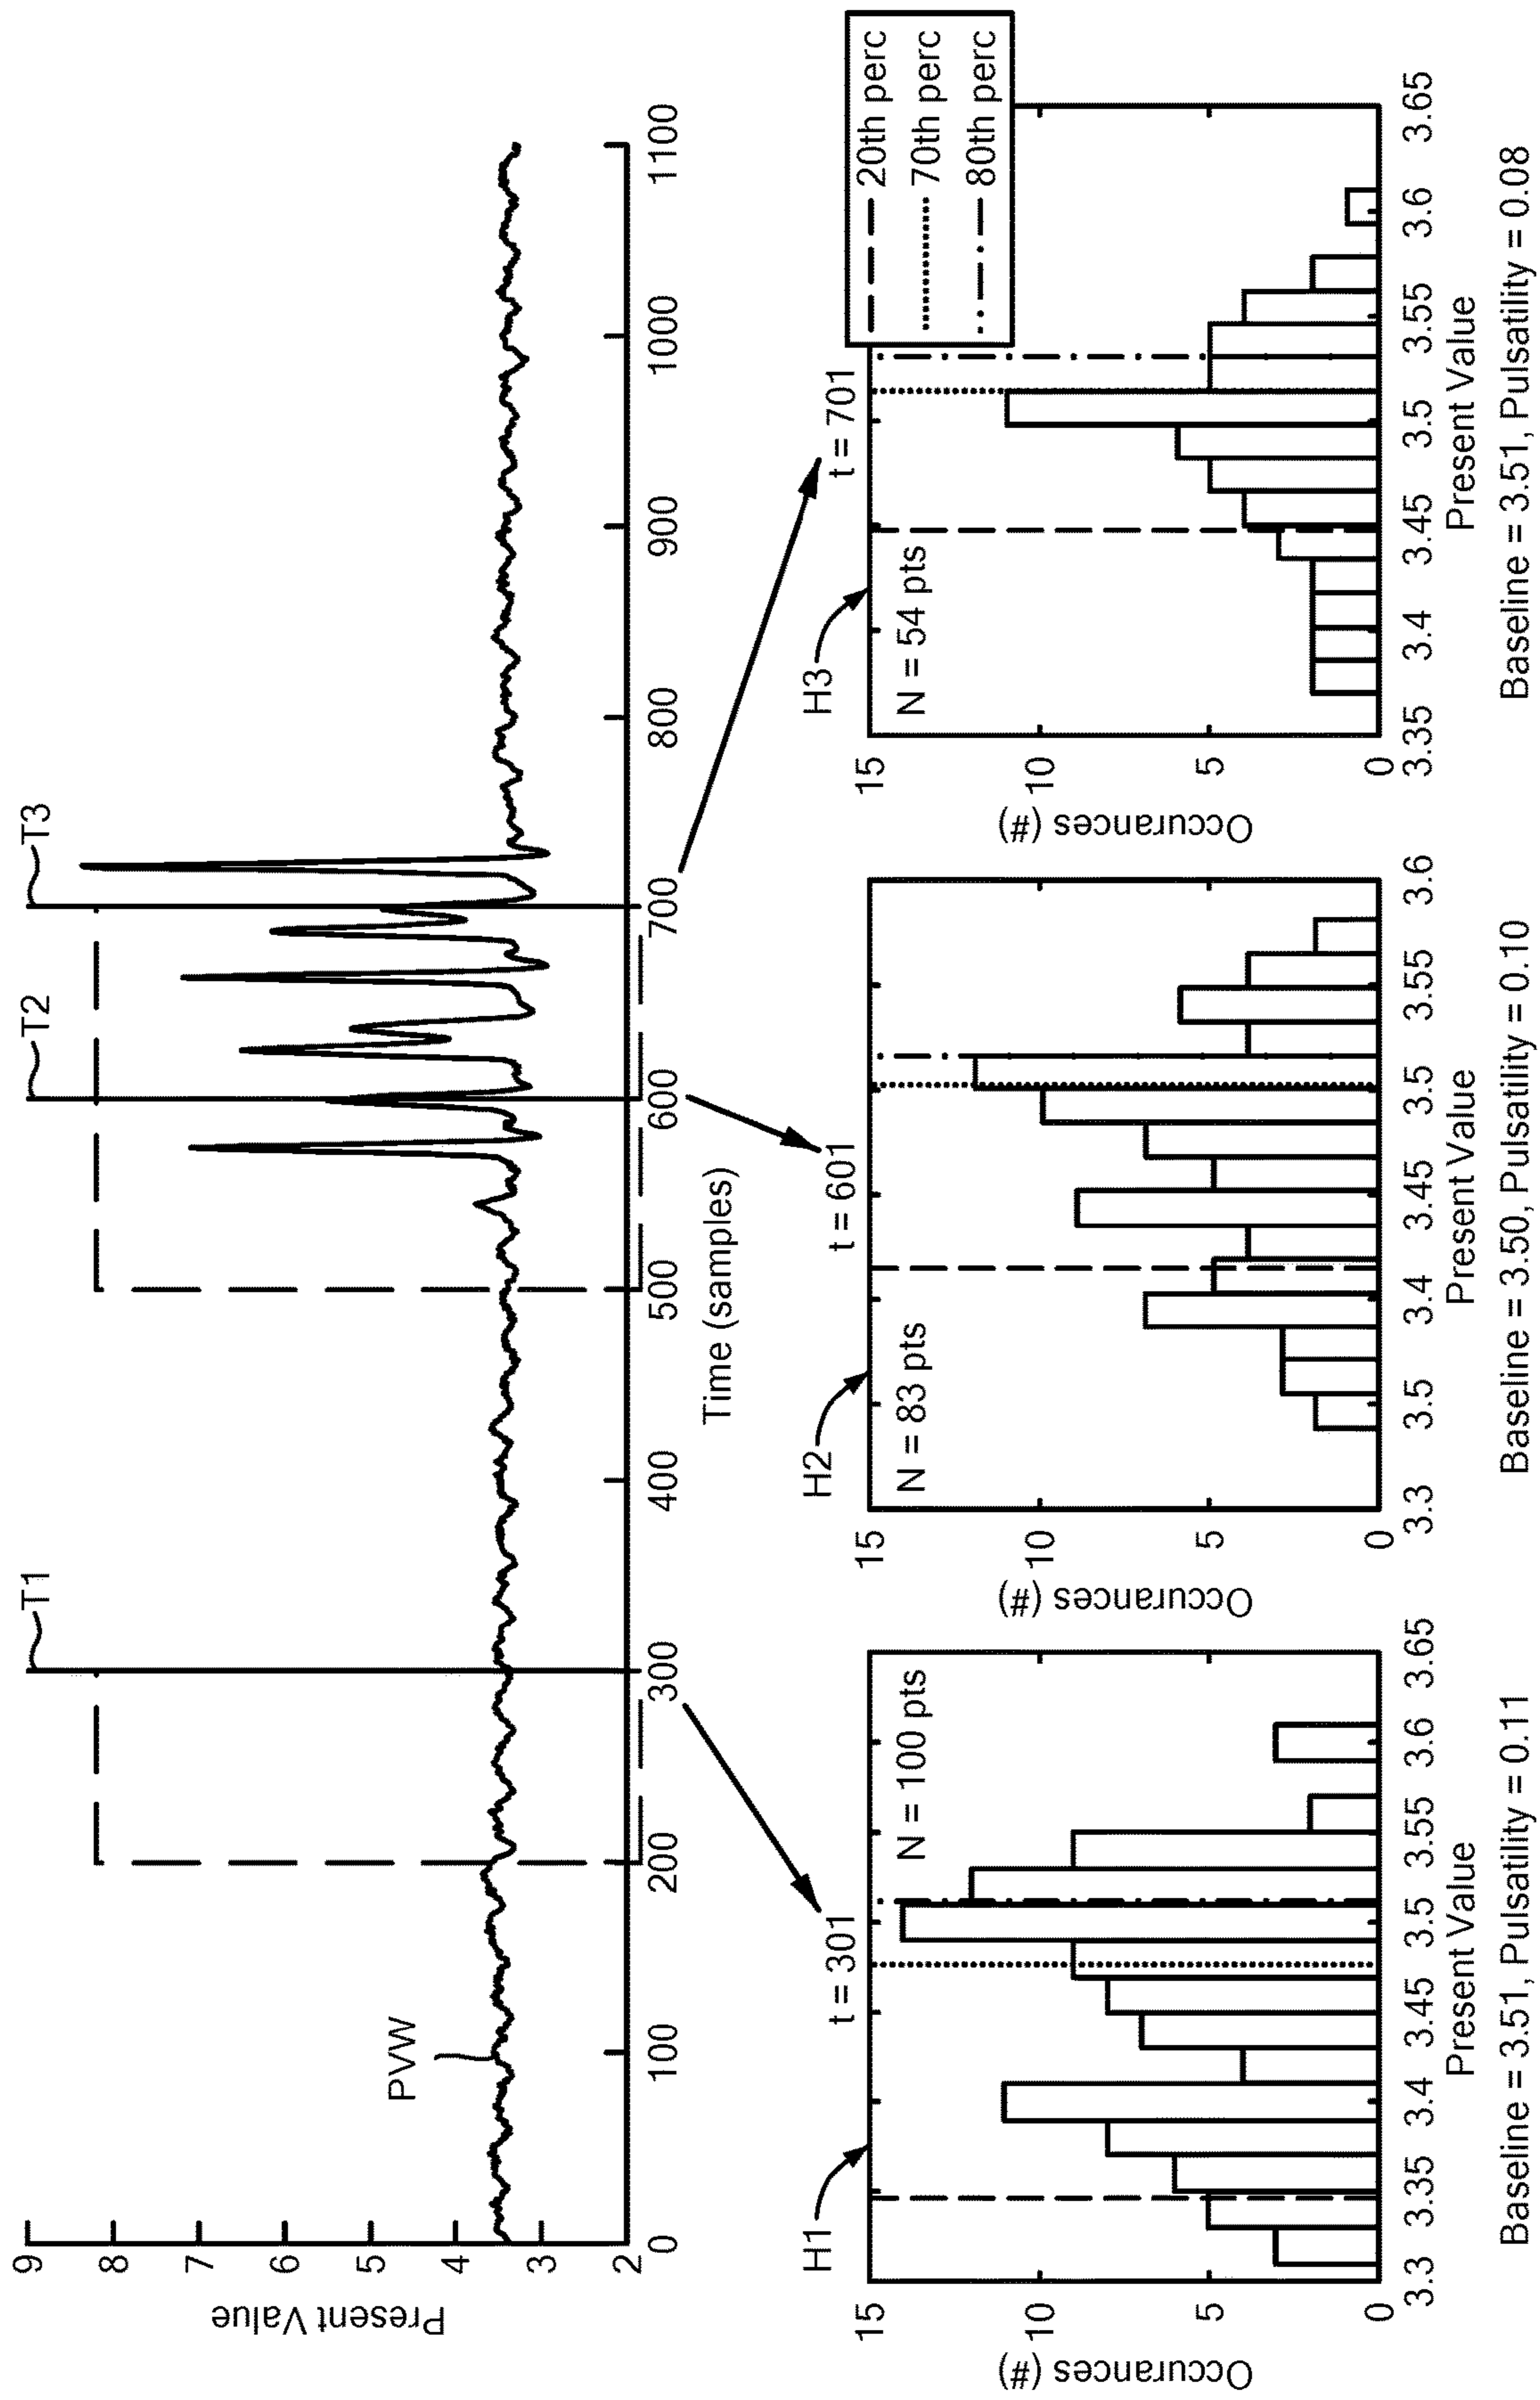 T1
T2
T3
Present Value
9
8
7
6
5
4
3
2
PVW
0 100 200 300 400 500 600 700 800 900 1000 1100
Time (samples)
H1
t = 301
N = 100 pts
Occurances (#)
15
10
5
0
3.3 3.35 3.4 3.45 3.5 3.55 3.6 3.65
Present Value
Baseline = 3.51, Pulsatility = 0.11
H2
t = 601
N = 83 pts
Occurances (#)
15
10
5
0
3.3 3.5 3.4 3.45 3.5 3.55 3.6
Present Value
Baseline = 3.50, Pulsatility = 0.10
H3
t = 701
N = 54 pts
20th perc
70th perc
80th perc
Occurances (#)
15
10
5
0
3.35 3.4 3.45 3.5 3.55 3.6 3.65
Present Value
Baseline = 3.51, Pulsatility = 0.08